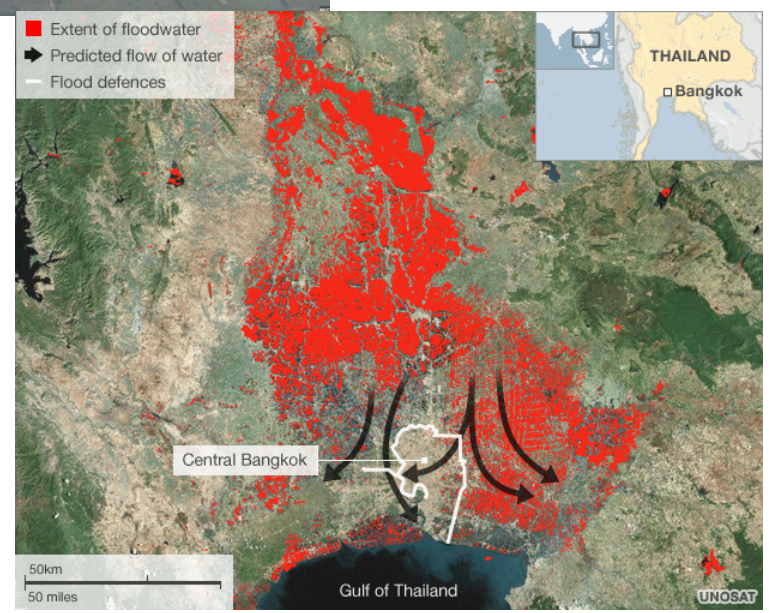 Extent of floodwater
Predicted flow of water
Flood defences
THAILAND
Bangkok
Central Bangkok
50km
50 miles
Gulf of Thailand
UNOSAT